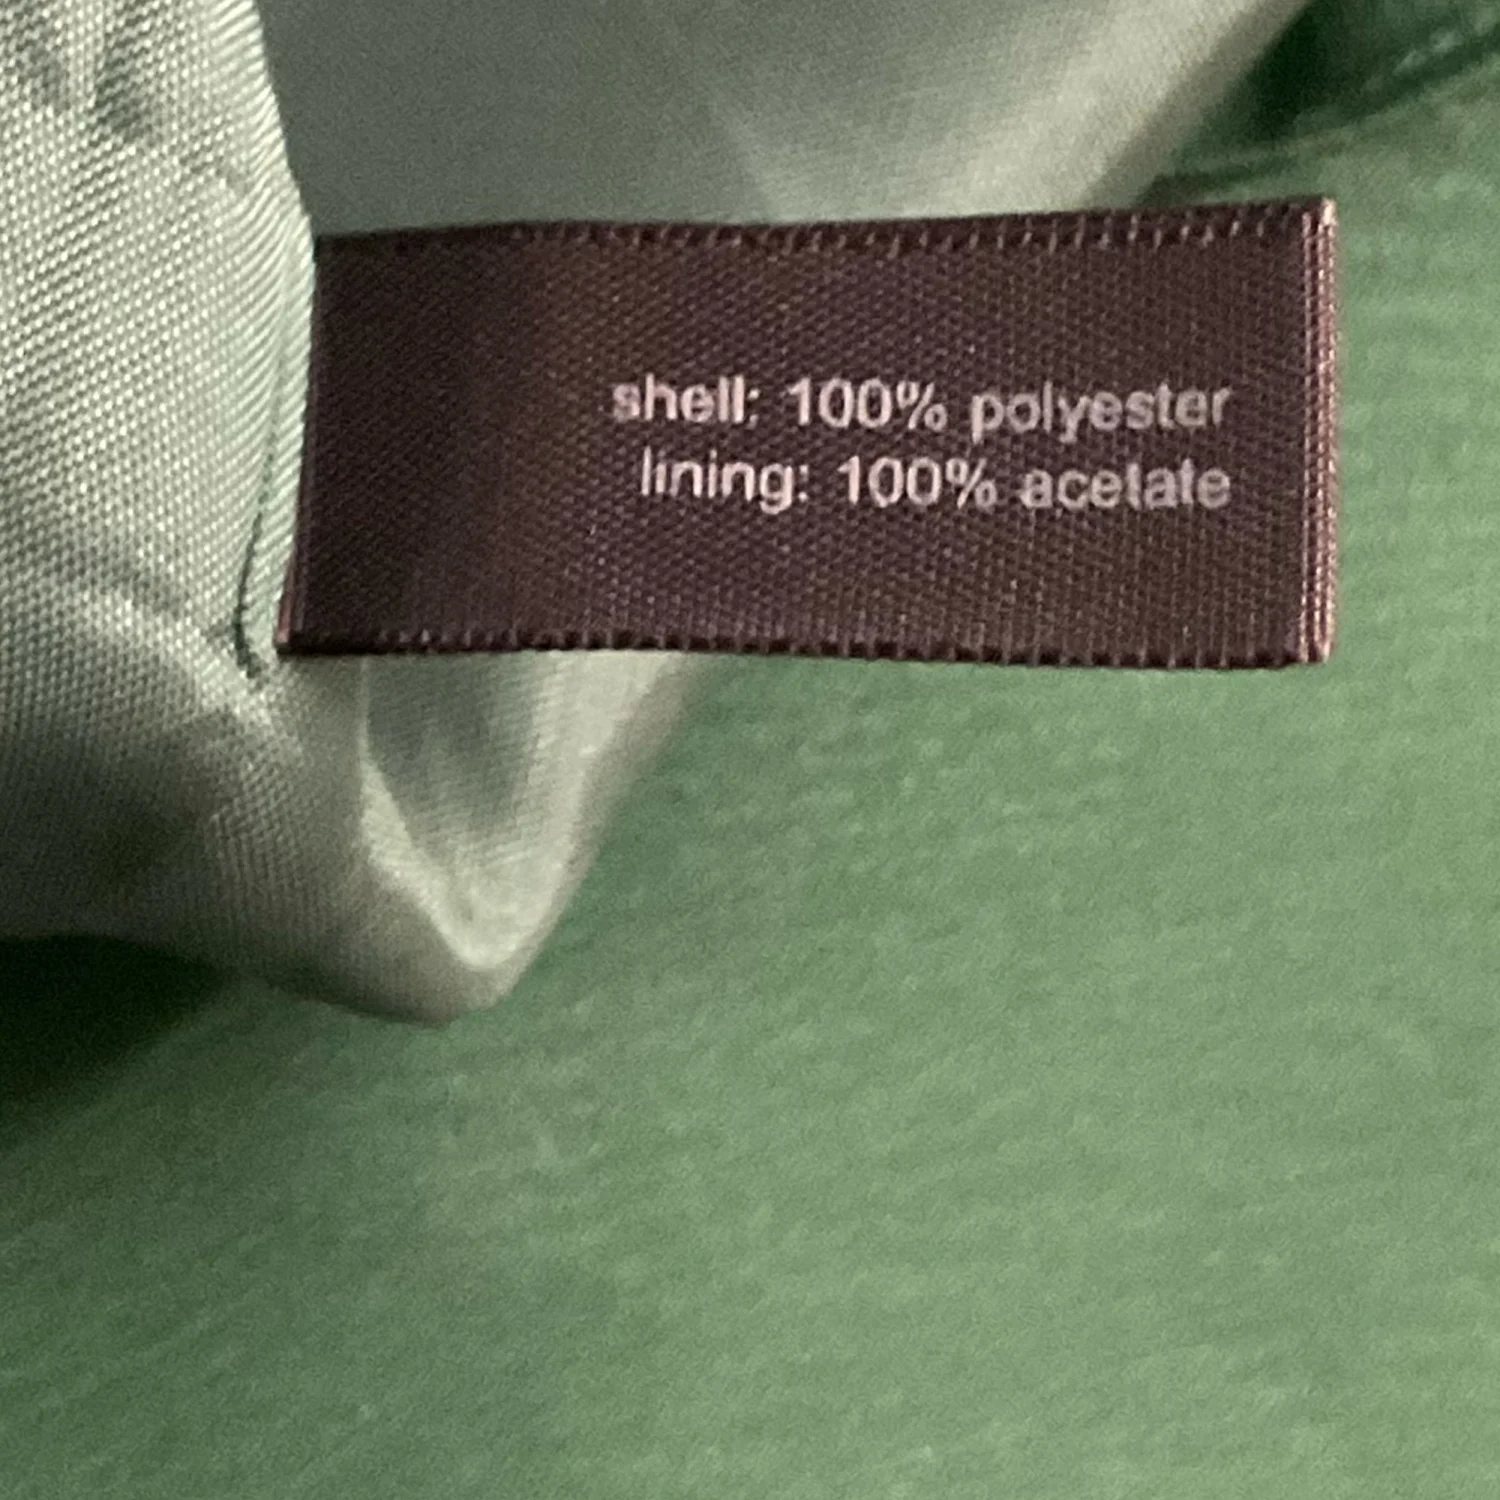 shell: 100% polyester
lining: 100% acetate